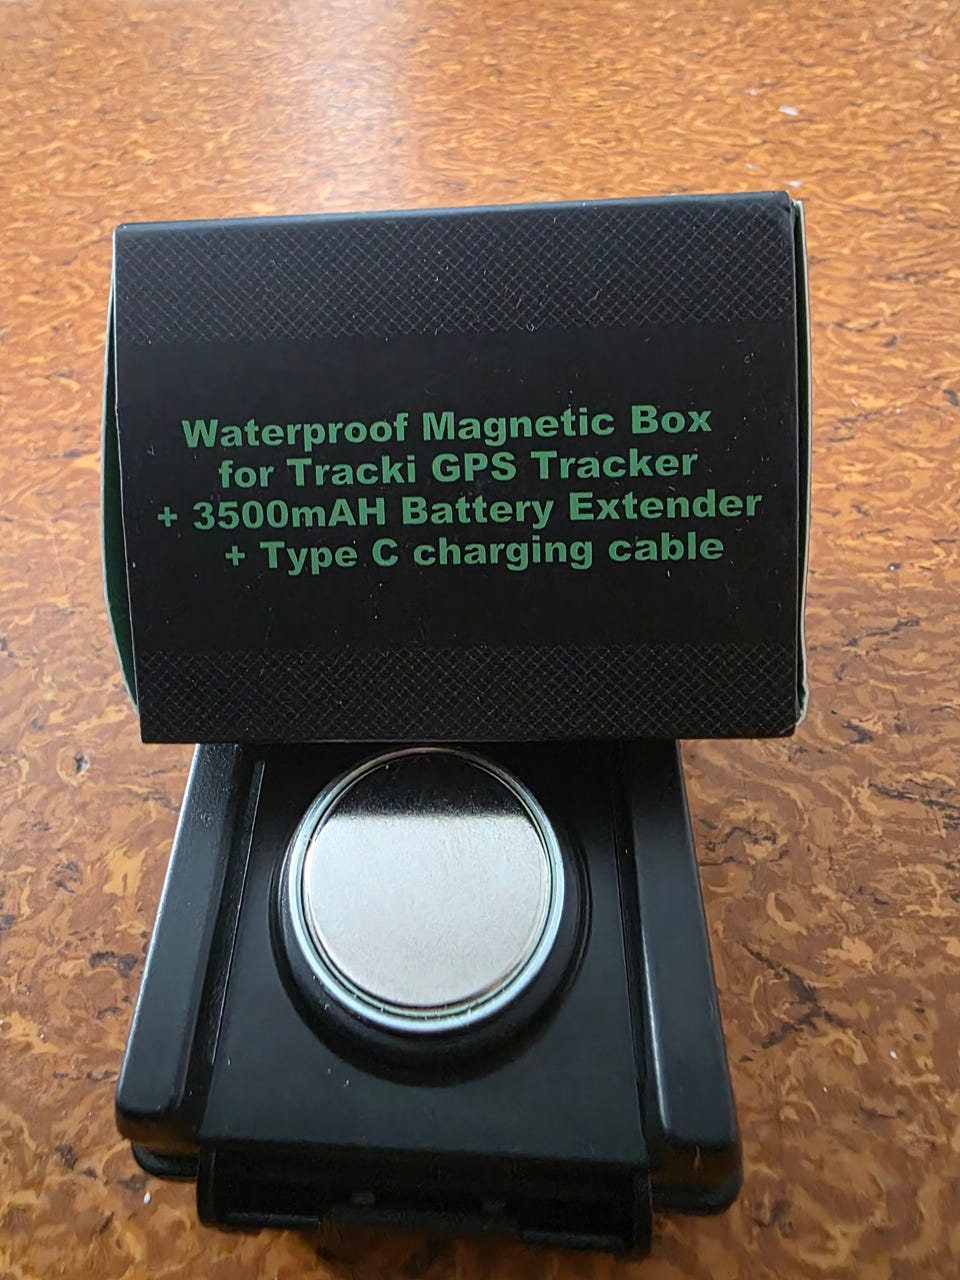 Waterproof Magnetic Box
for Tracki GPS Tracker
+ 3500mAH Battery Extender
+ Type C charging cable